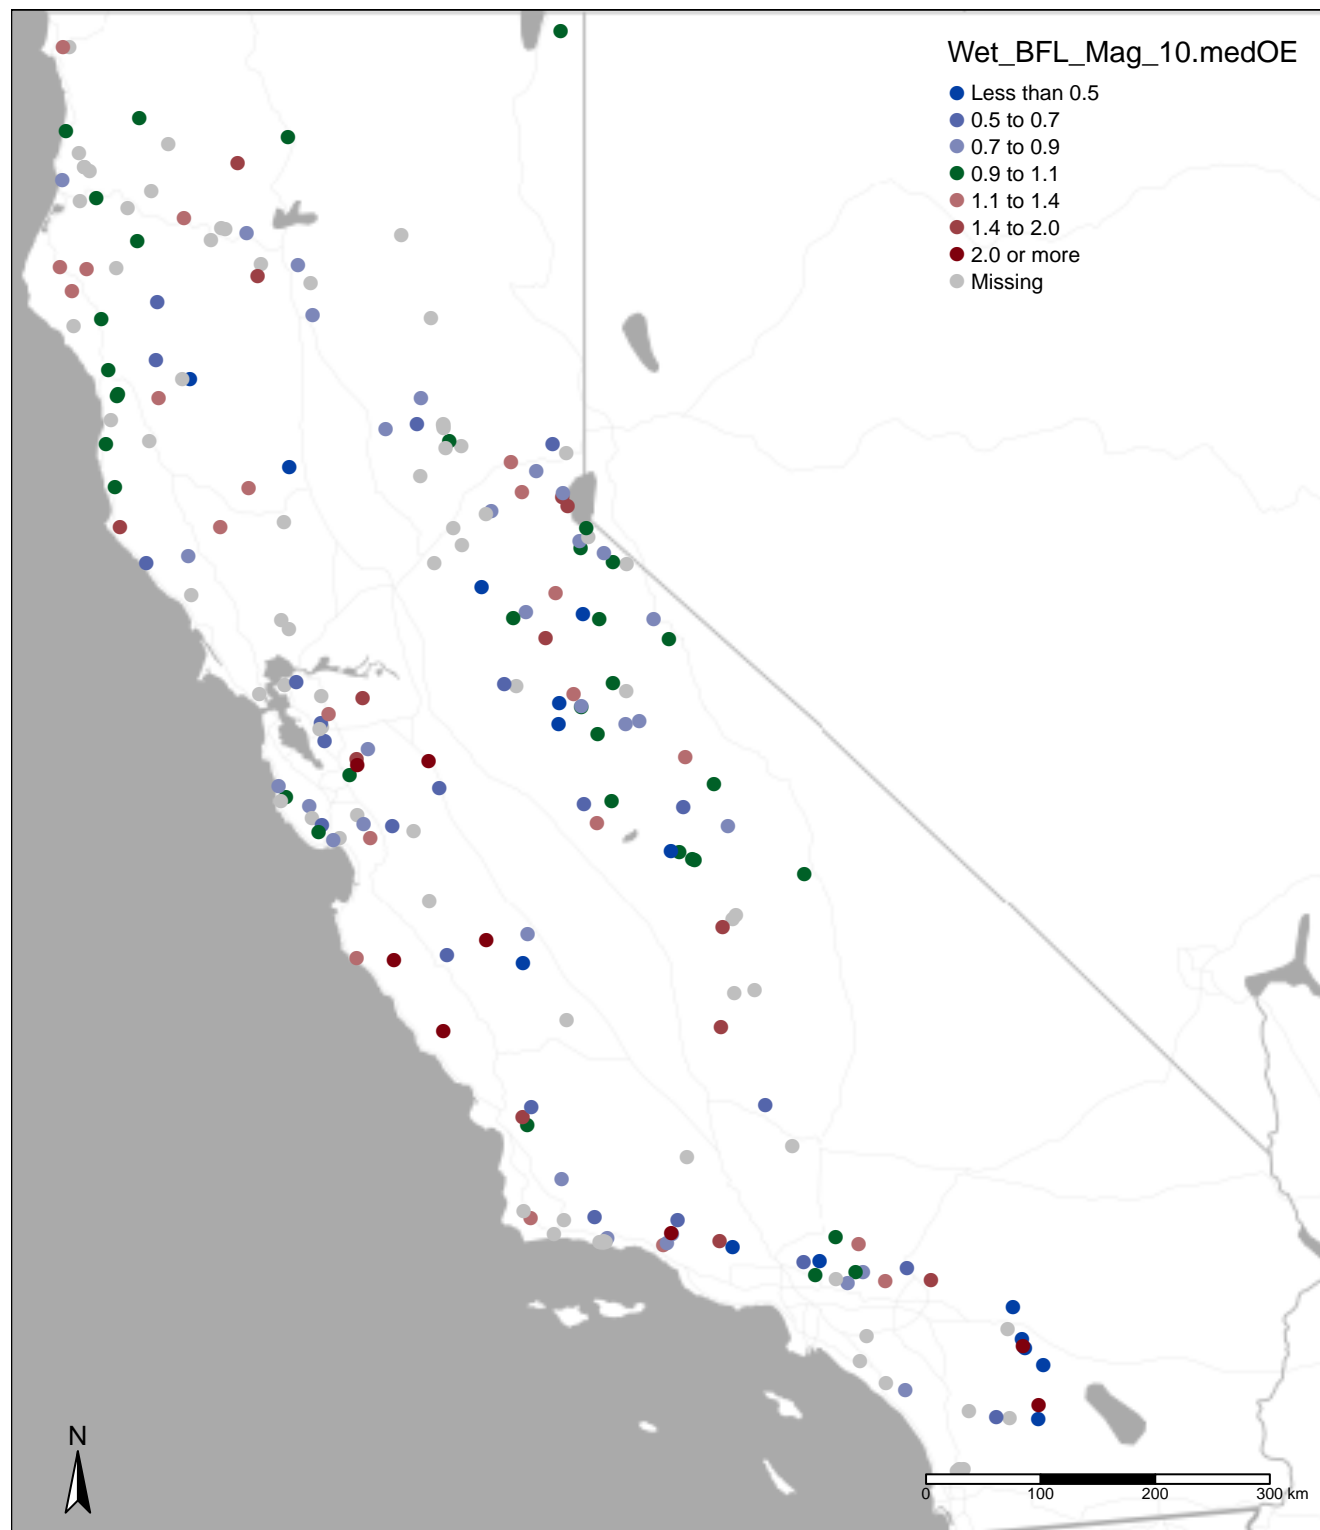 Wet_BFL_Mag_10.medOE
Less than 0.5
0.5 to 0.7
0.7 to 0.9
0.9 to 1.1
1.1 to 1.4
1.4 to 2.0
2.0 or more
Missing
N
0 100 200 300 km